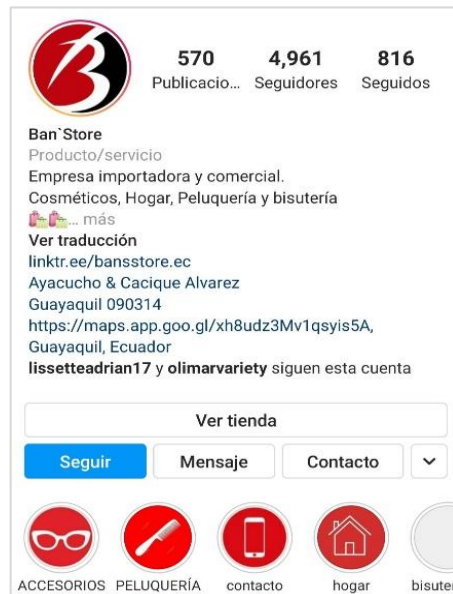 B
570 4,961 816
Publicacio... Seguidores Seguidos
Ban`Store
Producto/servicio
Empresa importadora y comercial.
Cosméticos, Hogar, Peluquería y bisutería
... más
Ver traducción
linktr.ee/bansstore.ec
Ayacucho & Cacique Alvarez
Guayaquil 090314
https://maps.app.goo.gl/xh8udz3Mv1qsyis5A,
Guayaquil, Ecuador
lissetteadrian17 y olimarvariety siguen esta cuenta
Ver tienda
Seguir Mensaje Contacto
ACCESORIOS PELUQUERÍA contacto hogar bisuter